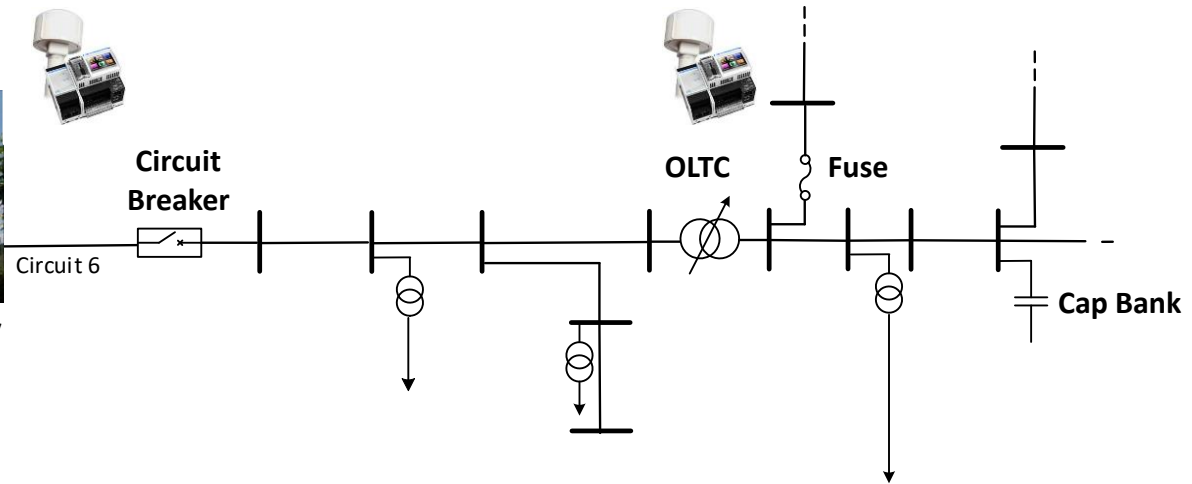 Circuit
Breaker
OLTC
Fuse
Circuit 6
Cap Bank